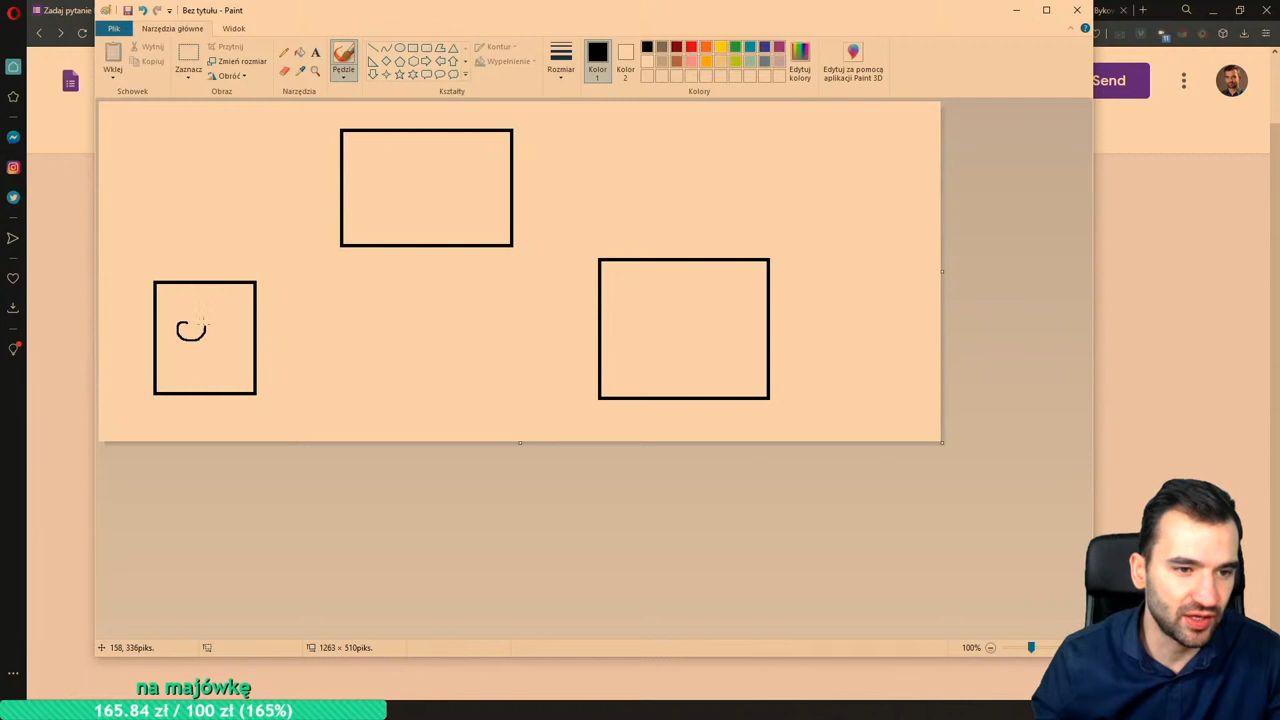 Zadaj pytanie
Bez tytułu - Paint
Bykov
Plik
Narzędzia główne
Widok
Wklej
Wytnij
Kopiuj
Schowek
Zaznacz
Przytnij
Zmień rozmiar
Obróć
Obraz
A
Narzędzia
Pędzle
Kontur
Wypełnienie
Kształty
Rozmiar
Kolor
1
Kolor
2
Edytuj
kolory
Kolory
Edytuj za pomocą
aplikacji Paint 3D
Send
158, 336piks.
1263 × 510piks.
100%
na majówkę
165.84 zł / 100 zł (165%)